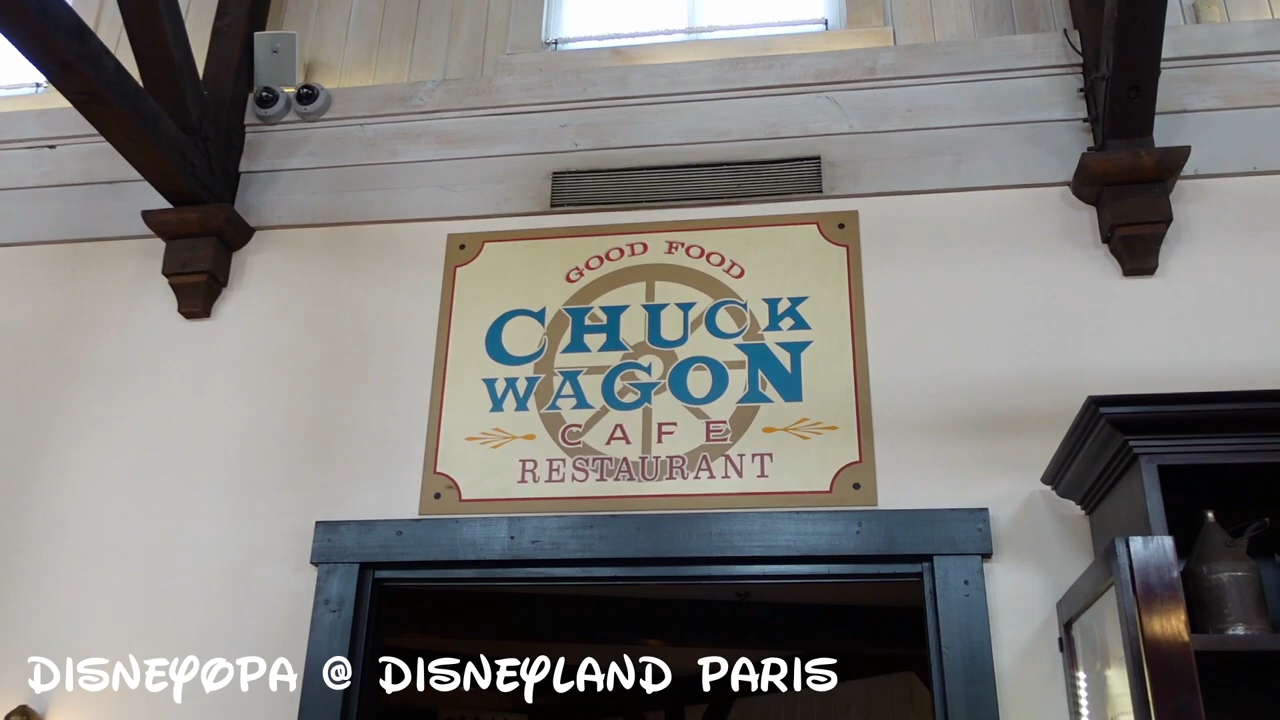 GOOD FOOD
CHUCK
WAGON
CAFE
RESTAURANT
DISNEYOPA @ DISNEYLAND PARIS